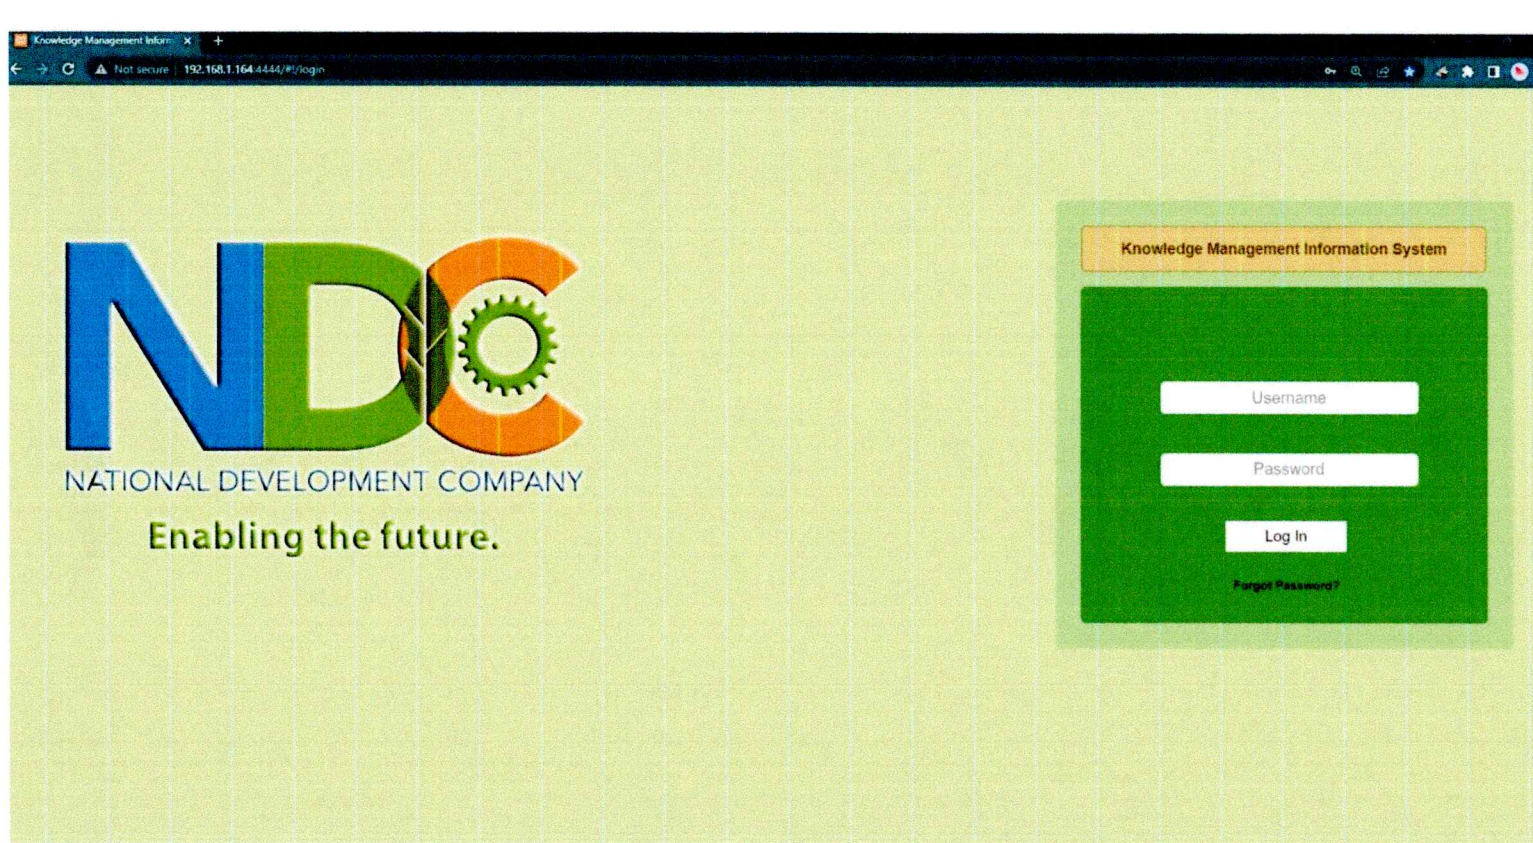 Knowledge Management Inform
Not secure 192.168.1.164:4444/#!/login
NDC
NATIONAL DEVELOPMENT COMPANY
Enabling the future.
Knowledge Management Information System
Username
Password
Log In
Forgot Password?